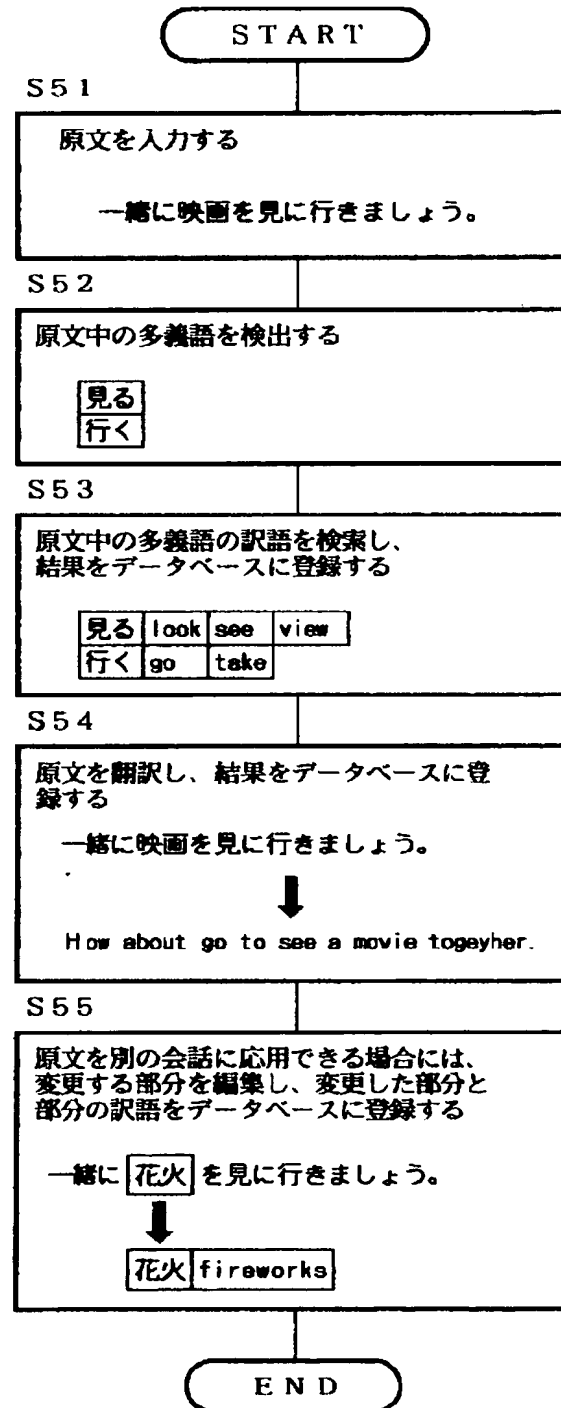 START
S51
原文を入力する
一緒に映画を見に行きましょう。
S52
原文中の多義語を検出する
見る
行く
S53
原文中の多義語の訳語を検索し、
結果をデータベースに登録する
見る look see view
行く go take
S54
原文を翻訳し、結果をデータベースに登
録する
一緒に映画を見に行きましょう。
How about go to see a movie togeyher.
S55
原文を別の会話に応用できる場合には、
変更する部分を編集し、変更した部分と
部分の訳語をデータベースに登録する
一緒に 花火 を見に行きましょう。
花火 fireworks
END